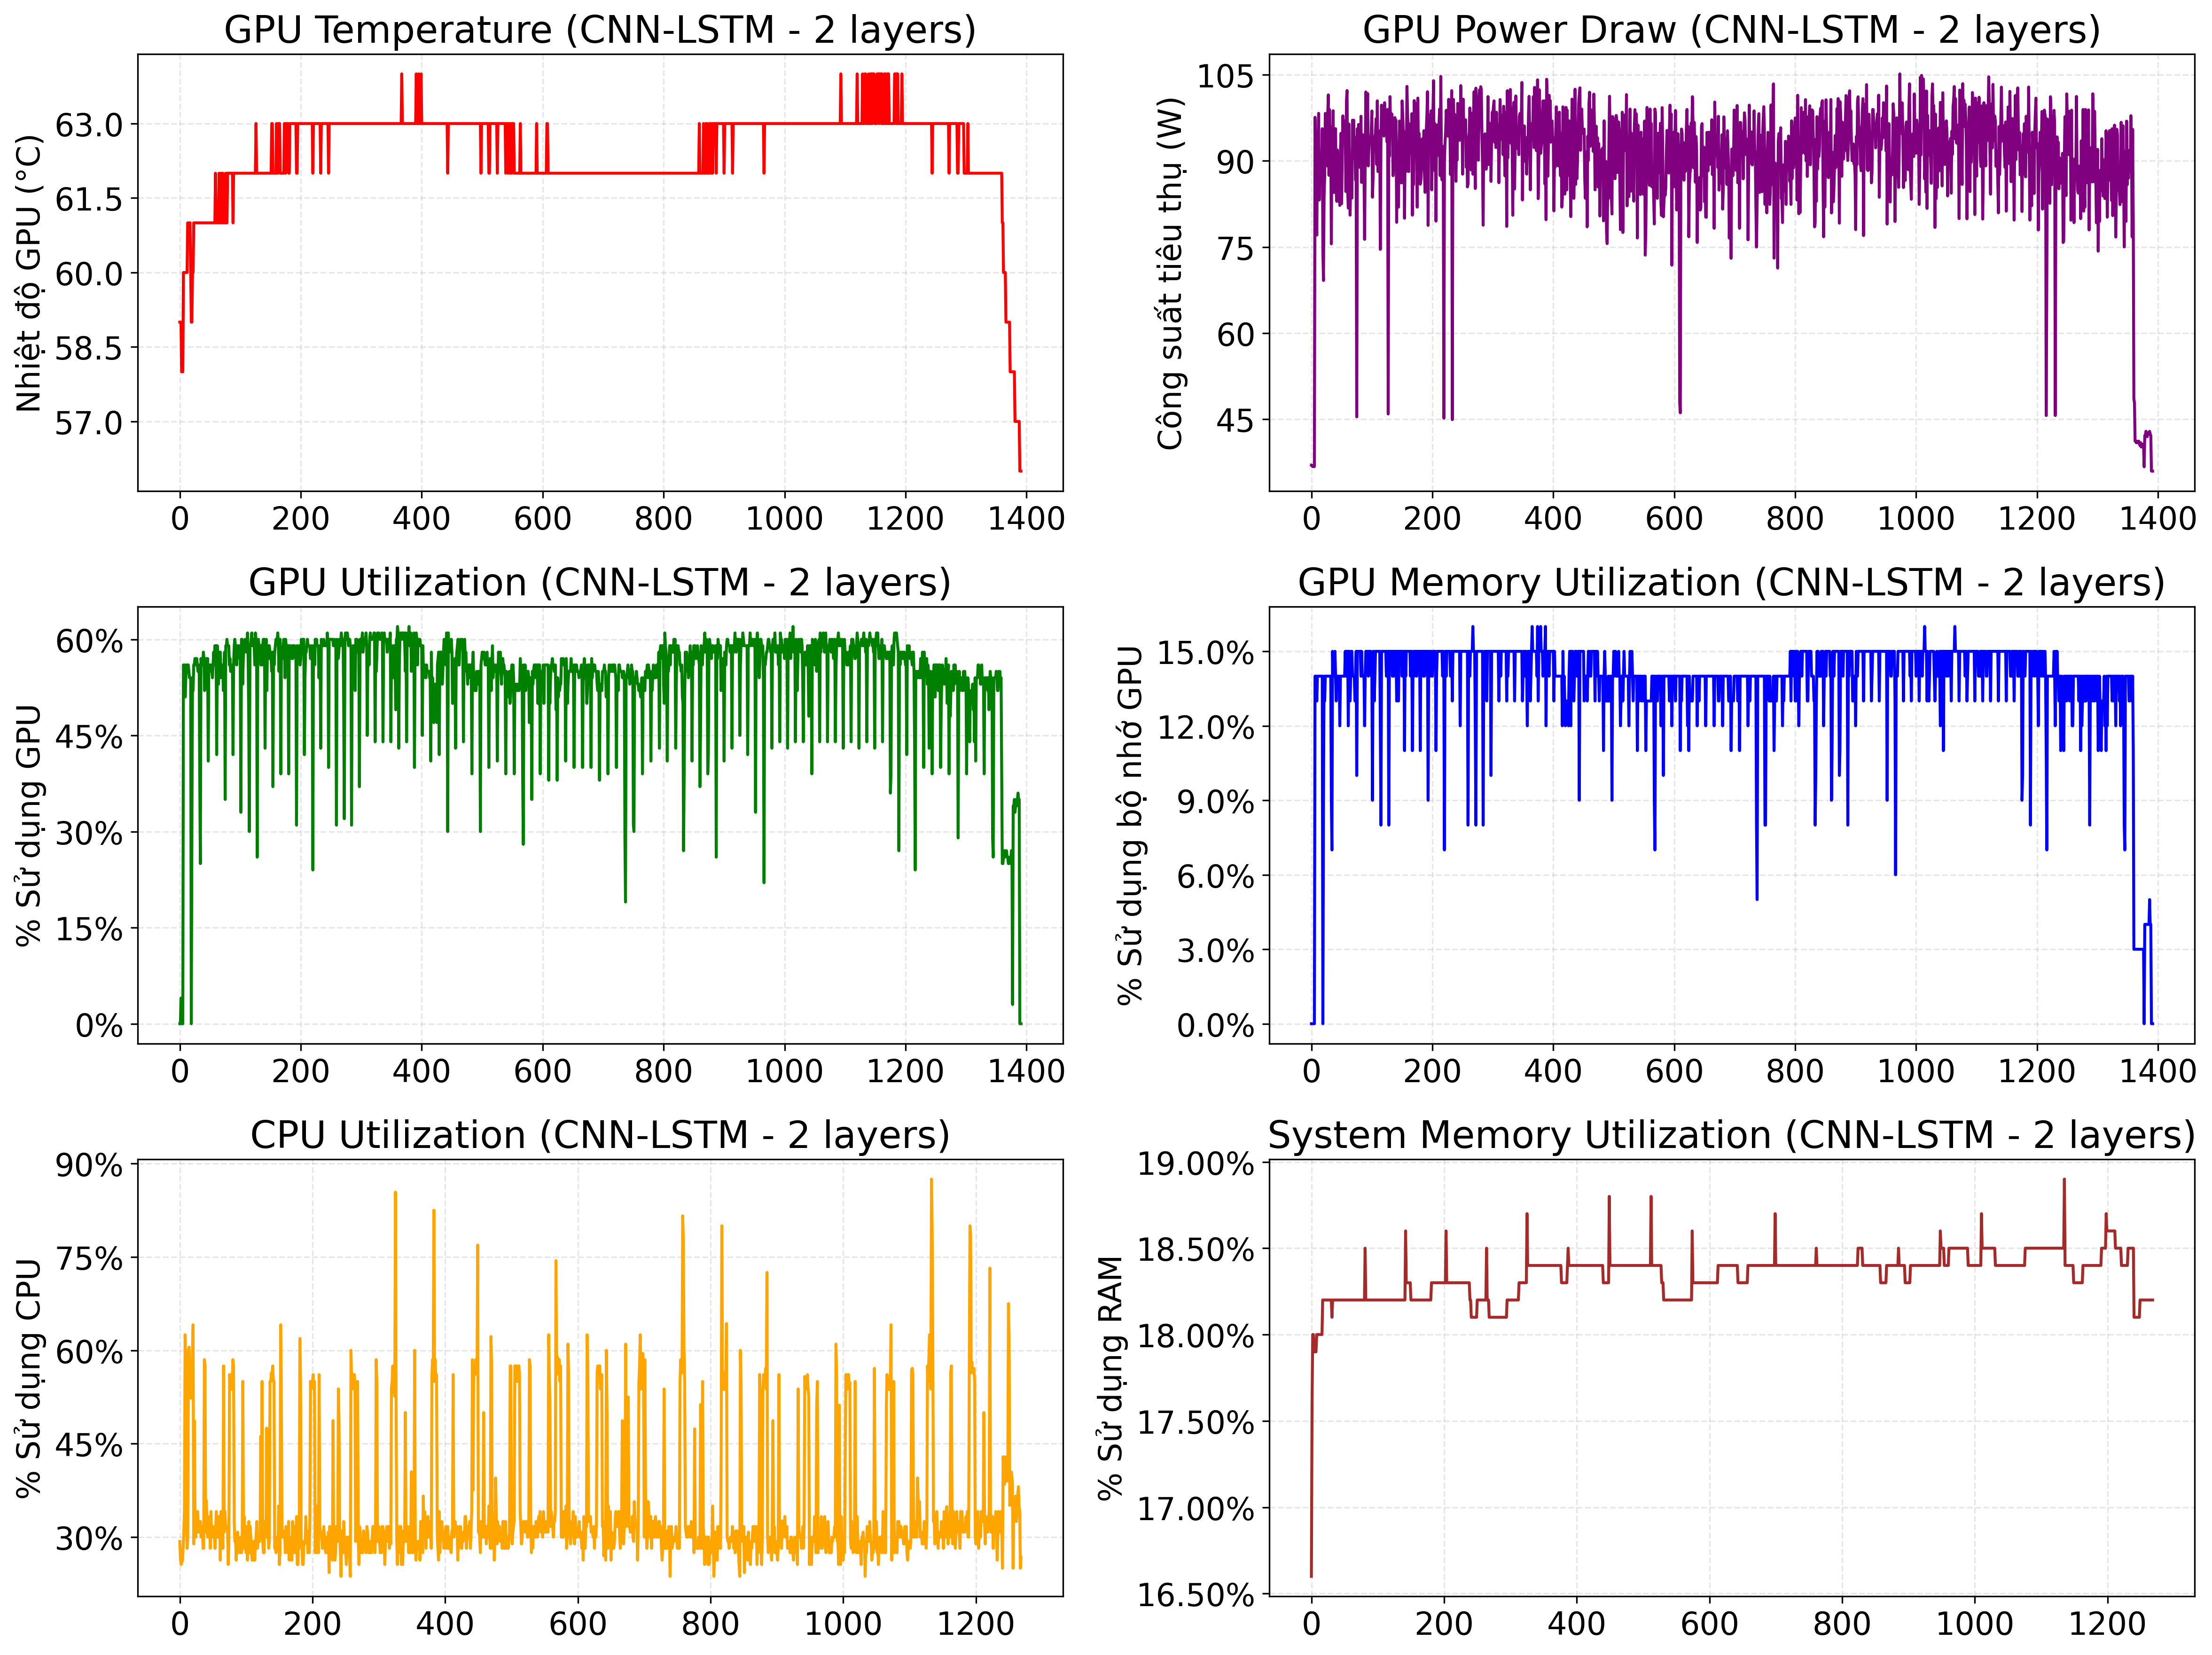 GPU Temperature (CNN-LSTM - 2 layers)
Nhiệt độ GPU (°C)
63.0
61.5
60.0
58.5
57.0
0 200 400 600 800 1000 1200 1400
GPU Power Draw (CNN-LSTM - 2 layers)
Công suất tiêu thụ (W)
105
90
75
60
45
0 200 400 600 800 1000 1200 1400
GPU Utilization (CNN-LSTM - 2 layers)
% Sử dụng GPU
60%
45%
30%
15%
0%
0 200 400 600 800 1000 1200 1400
GPU Memory Utilization (CNN-LSTM - 2 layers)
% Sử dụng bộ nhớ GPU
15.0%
12.0%
9.0%
6.0%
3.0%
0.0%
0 200 400 600 800 1000 1200 1400
CPU Utilization (CNN-LSTM - 2 layers)
% Sử dụng CPU
90%
75%
60%
45%
30%
0 200 400 600 800 1000 1200
System Memory Utilization (CNN-LSTM - 2 layers)
% Sử dụng RAM
19.00%
18.50%
18.00%
17.50%
17.00%
16.50%
0 200 400 600 800 1000 1200